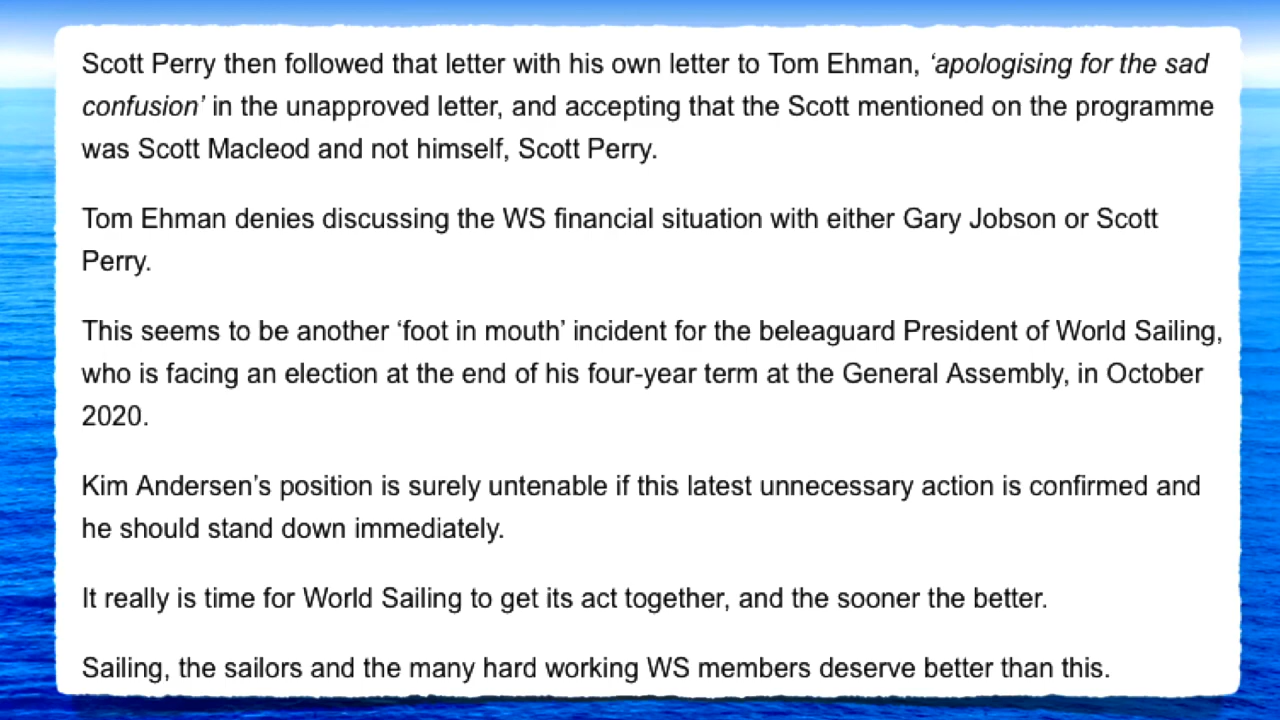 Scott Perry then followed that letter with his own letter to Tom Ehman, ‘apologising for the sad
confusion’ in the unapproved letter, and accepting that the Scott mentioned on the programme
was Scott Macleod and not himself, Scott Perry.
Tom Ehman denies discussing the WS financial situation with either Gary Jobson or Scott
Perry.
This seems to be another ‘foot in mouth’ incident for the beleaguard President of World Sailing,
who is facing an election at the end of his four-year term at the General Assembly, in October
2020.
Kim Andersen’s position is surely untenable if this latest unnecessary action is confirmed and
he should stand down immediately.
It really is time for World Sailing to get its act together, and the sooner the better.
Sailing, the sailors and the many hard working WS members deserve better than this.